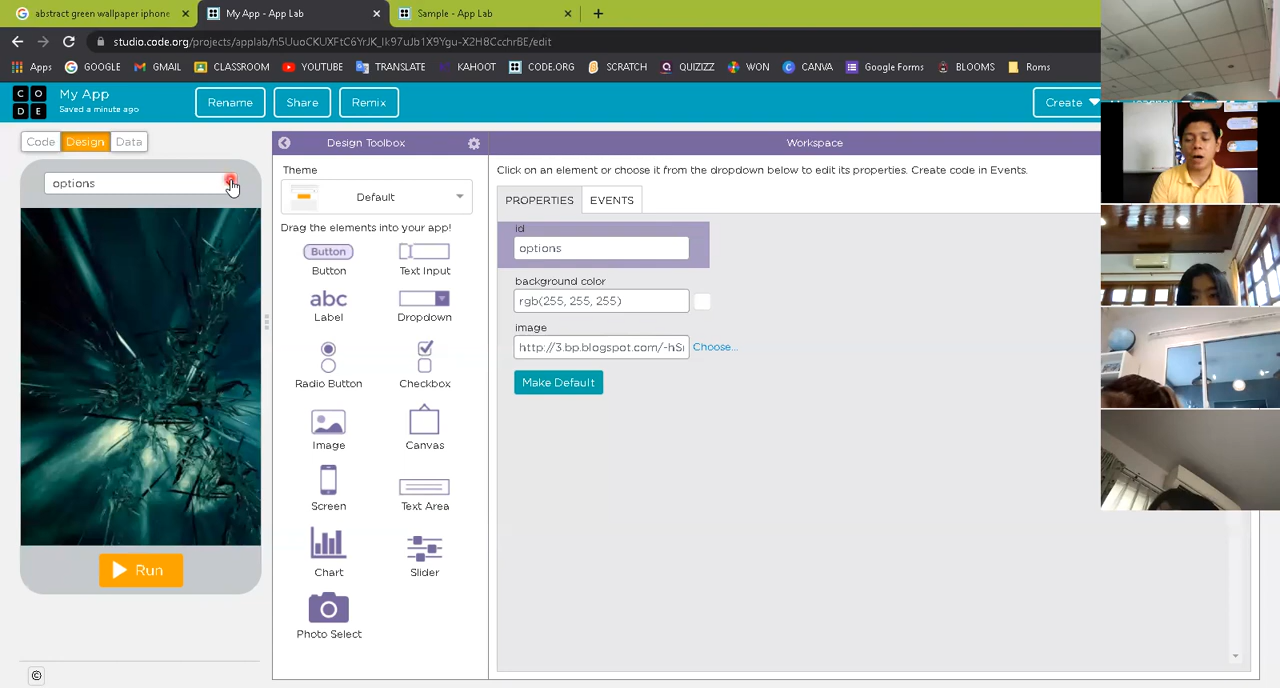 abstract green wallpaper iphone
My App - App Lab
Sample - App Lab
studio.code.org/projects/applab/h5UuoCKUXFtC6YrJK_lk97uJb1X9Ygu-X2H8CcchrBE/edit
Apps GOOGLE GMAIL CLASSROOM YOUTUBE TRANSLATE KAHOOT CODE.ORG SCRATCH QUIZIZZ WON CANVA Google Forms BLOOMS Roms
C O D E
My App
Saved a minute ago
Rename Share Remix Create
Code Design Data
options
Run
Design Toolbox
Theme
Default
Drag the elements into your app!
Button
Button Text Input
abc
Label Dropdown
Radio Button Checkbox
Image Canvas
Screen Text Area
Chart Slider
Photo Select
Workspace
Click on an element or choose it from the dropdown below to edit its properties. Create code in Events.
PROPERTIES EVENTS
id
options
background color
rgb(255, 255, 255)
image
http://3.bp.blogspot.com/-hS
Choose...
Make Default
©